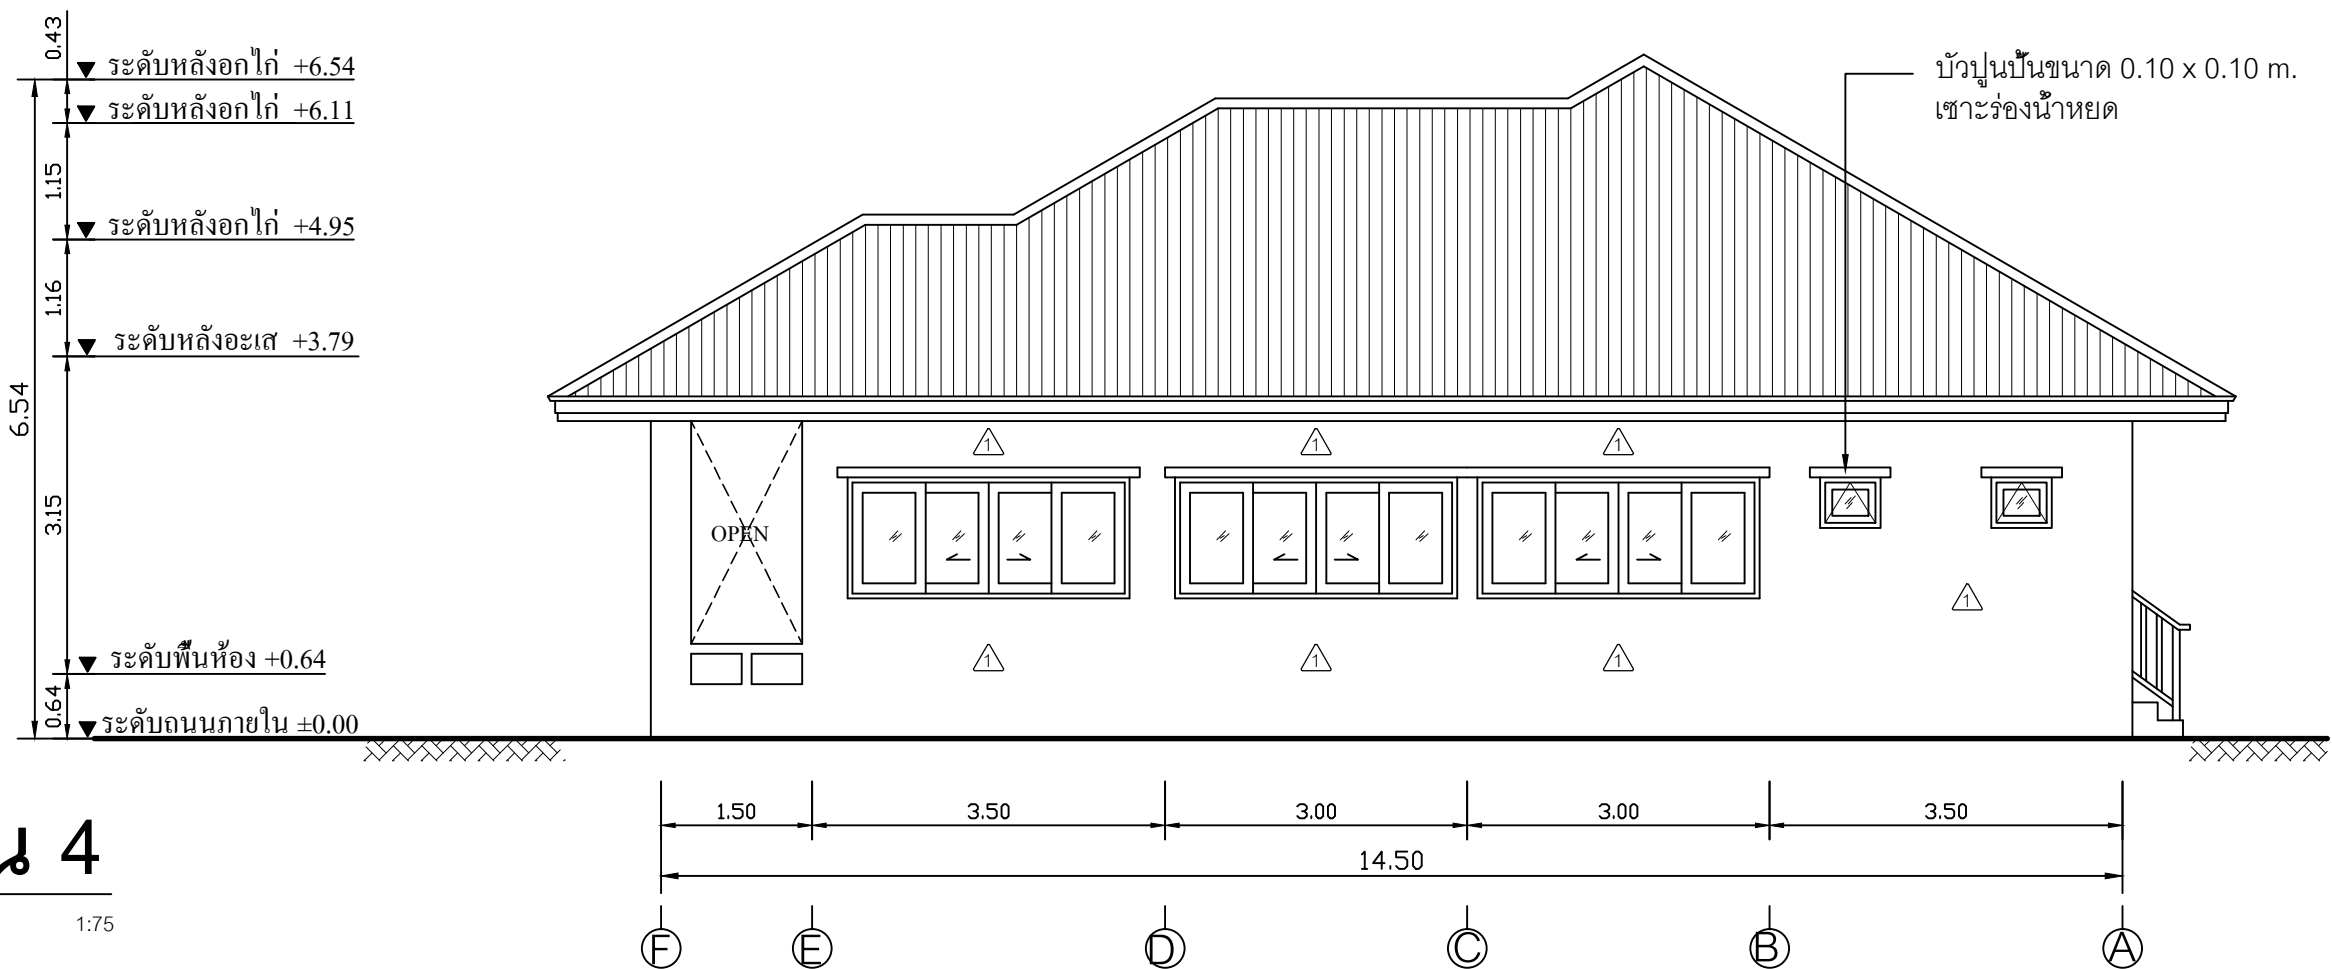 0.43
ระดับหลังอกไก่ +6.54
ระดับหลังอกไก่ +6.11
1.15
ระดับหลังอกไก่ +4.95
1.16
ระดับหลังอะเส +3.79
6.54
3.15
ระดับพื้นห้อง +0.64
0.64
ระดับถนนภายใน ±0.00
บัวปูนปั้นขนาด 0.10 x 0.10 m.
เซาะร่องน้ำหยด
1 1 1
OPEN
1
1 1 1
1.50 3.50 3.00 3.00 3.50
14.50
F E D C B A
4
1:75